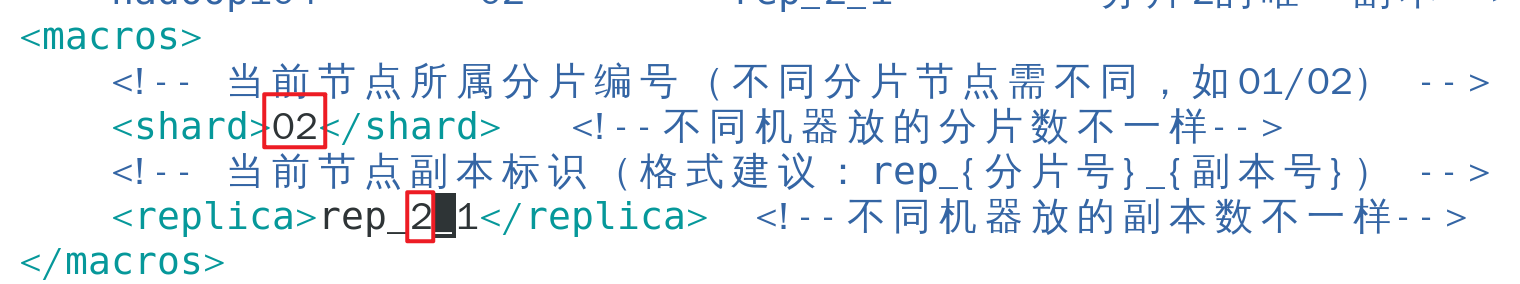 <macros>
<!-- 当前节点所属分片编号（不同分片节点需不同，如01/02） -->
<shard>02</shard> <!--不同机器放的分片数不一样-->
<!-- 当前节点副本标识（格式建议：rep_{分片号}_{副本号}） -->
<replica>rep_2_1</replica> <!--不同机器放的副本数不一样-->
</macros>